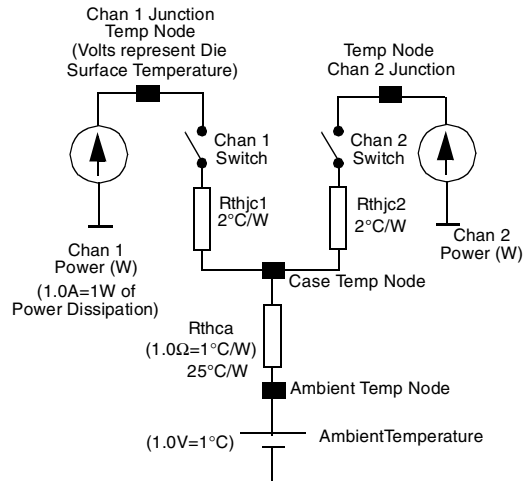 Chan 1 Junction
Temp Node
(Volts represent Die
Surface Temperature)
Temp Node
Chan 2 Junction
Chan 1
Switch
Chan 2
Switch
Rthjc1
2°C/W
Rthjc2
2°C/W
Chan 1
Power (W)
(1.0A=1W of
Power Dissipation)
Chan 2
Power (W)
Case Temp Node
Rthca
(1.0Ω=1°C/W)
25°C/W
Ambient Temp Node
(1.0V=1°C)
AmbientTemperature